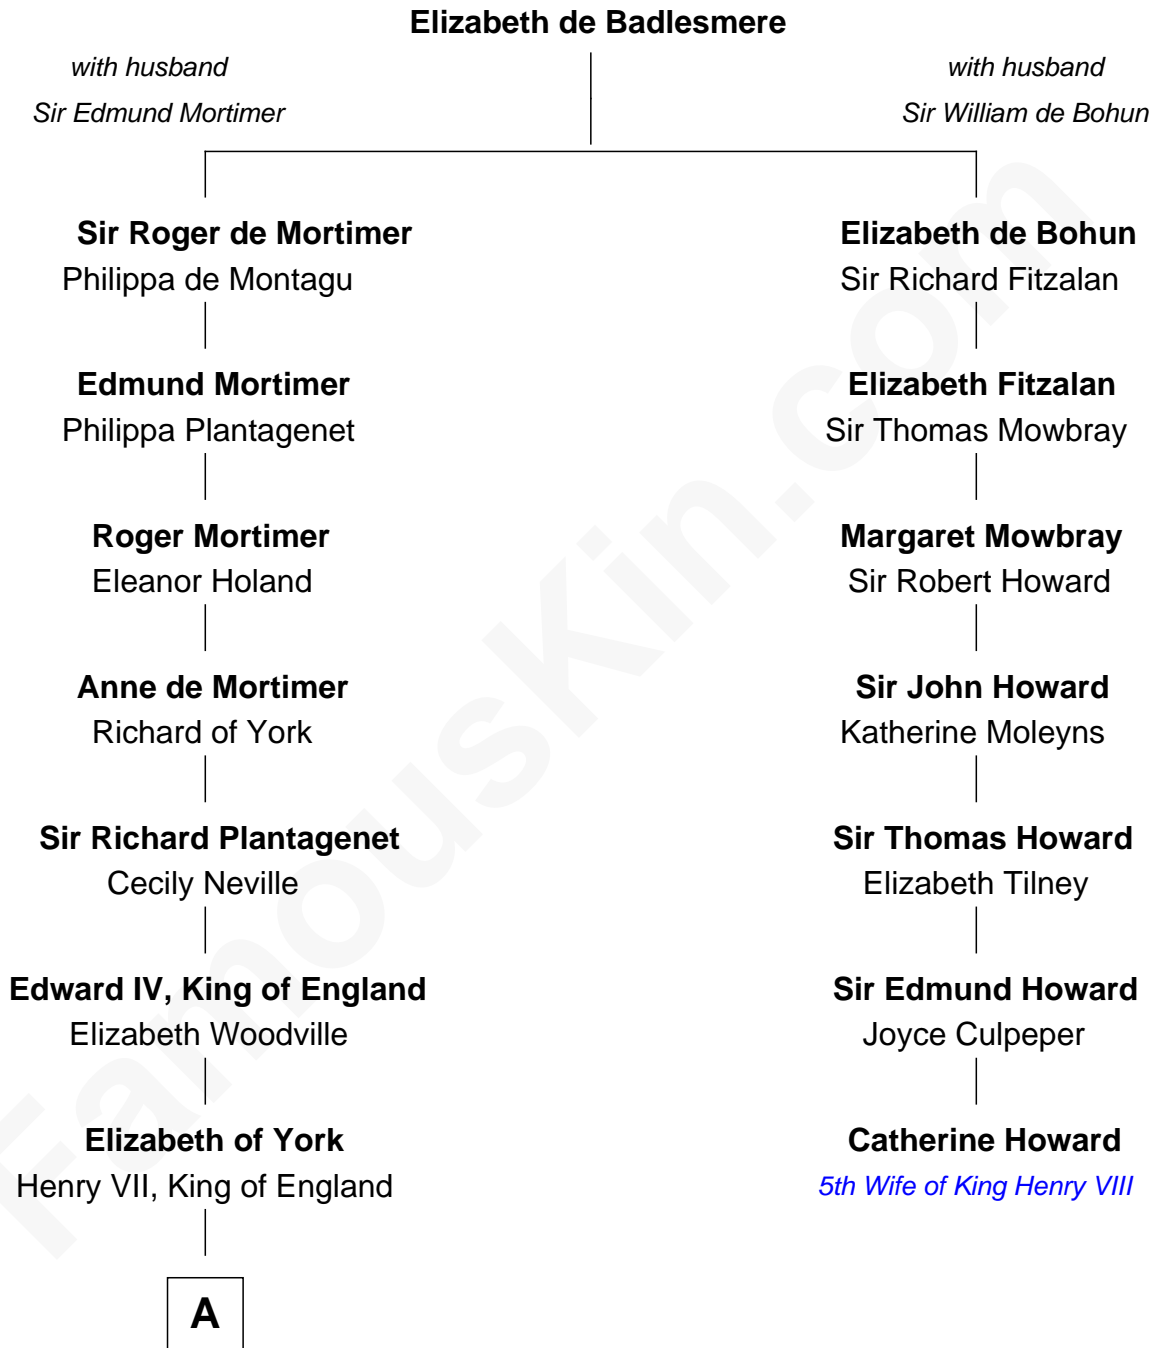 Elizabeth de Badlesmere
with husband
Sir Edmund Mortimer
with husband
Sir William de Bohun
Sir Roger de Mortimer
Philippa de Montagu
Elizabeth de Bohun
Sir Richard Fitzalan
Edmund Mortimer
Philippa Plantagenet
Elizabeth Fitzalan
Sir Thomas Mowbray
Roger Mortimer
Eleanor Holand
Margaret Mowbray
Sir Robert Howard
Anne de Mortimer
Richard of York
Sir John Howard
Katherine Moleyns
Sir Richard Plantagenet
Cecily Neville
Sir Thomas Howard
Elizabeth Tilney
Edward IV, King of England
Elizabeth Woodville
Sir Edmund Howard
Joyce Culpeper
Elizabeth of York
Henry VII, King of England
Catherine Howard
5th Wife of King Henry VIII
A
FamousKin.com